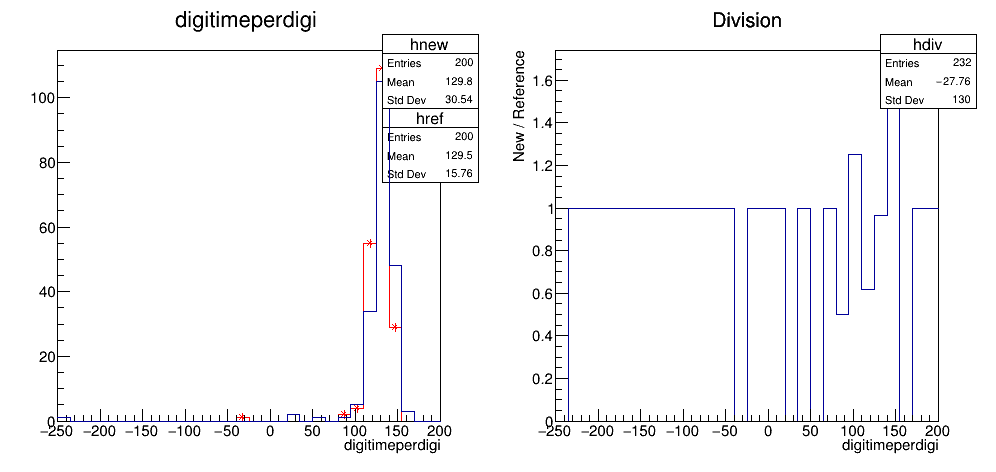 digitimeperdigi
hnew
Entries 200
Mean 129.8
Std Dev 30.54
href
Entries 200
Mean 129.5
Std Dev 15.76
100
80
60
40
20
0
−250 −200 −150 −100 −50 0 50 100 150 200
digitimeperdigi
Division
hdiv
Entries 232
Mean −27.76
Std Dev 130
New / Reference
1.6
1.4
1.2
1
0.8
0.6
0.4
0.2
0
−250 −200 −150 −100 −50 0 50 100 150 200
digitimeperdigi